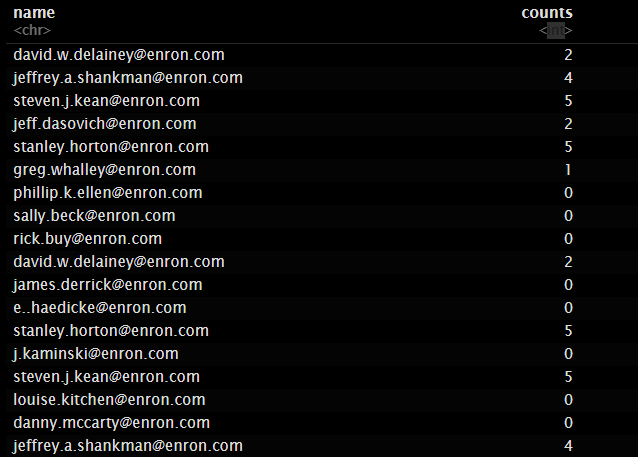 name counts
<chr> <int>
david.w.delainey@enron.com 2
jeffrey.a.shankman@enron.com 4
steven.j.kean@enron.com 5
jeff.dasovich@enron.com 2
stanley.horton@enron.com 5
greg.whalley@enron.com 1
phillip.k.ellen@enron.com 0
sally.beck@enron.com 0
rick.buy@enron.com 0
david.w.delainey@enron.com 2
james.derrick@enron.com 0
e..haedicke@enron.com 0
stanley.horton@enron.com 5
j.kaminski@enron.com 0
steven.j.kean@enron.com 5
louise.kitchen@enron.com 0
danny.mccarty@enron.com 0
jeffrey.a.shankman@enron.com 4